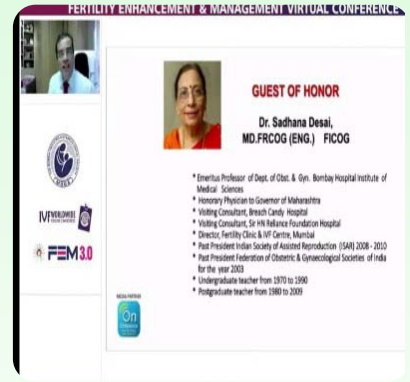 FERTILITY ENHANCEMENT & MANAGEMENT VIRTUAL CONFERENCE
GUEST OF HONOR
Dr. Sadhana Desai,
MD.FRCOG (ENG.) FICOG
* Emeritus Professor of Dept. of Obst. & Gyn. Bombay Hospital Institute of
Medical Sciences
* Honorary Physician to Governor of Maharashtra
* Visiting Consultant, Breach Candy Hospital
* Visiting Consultant, Sir HN Reliance Foundation Hospital
* Director, Fertility Clinic & IVF Centre, Mumbai
* Past President Indian Society of Assisted Reproduction (ISAR) 2008 - 2010
* Past President Federation of Obstetric & Gynaecological Societies of India
for the year 2003
* Undergraduate teacher from 1970 to 1990
* Postgraduate teacher from 1980 to 2009
IVFWORLDWIDE
FEM 3.0
MEDIA PARTNER
On